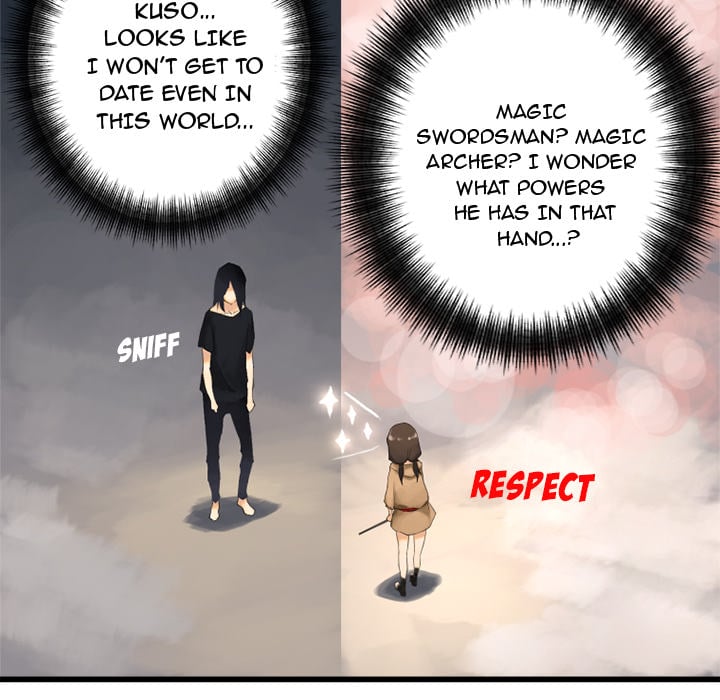 KUSO...
LOOKS LIKE
I WON'T GET TO
DATE EVEN IN
THIS WORLD...
MAGIC
SWORDSMAN? MAGIC
ARCHER? I WONDER
WHAT POWERS
HE HAS IN THAT
HAND...?
SNIFF
RESPECT